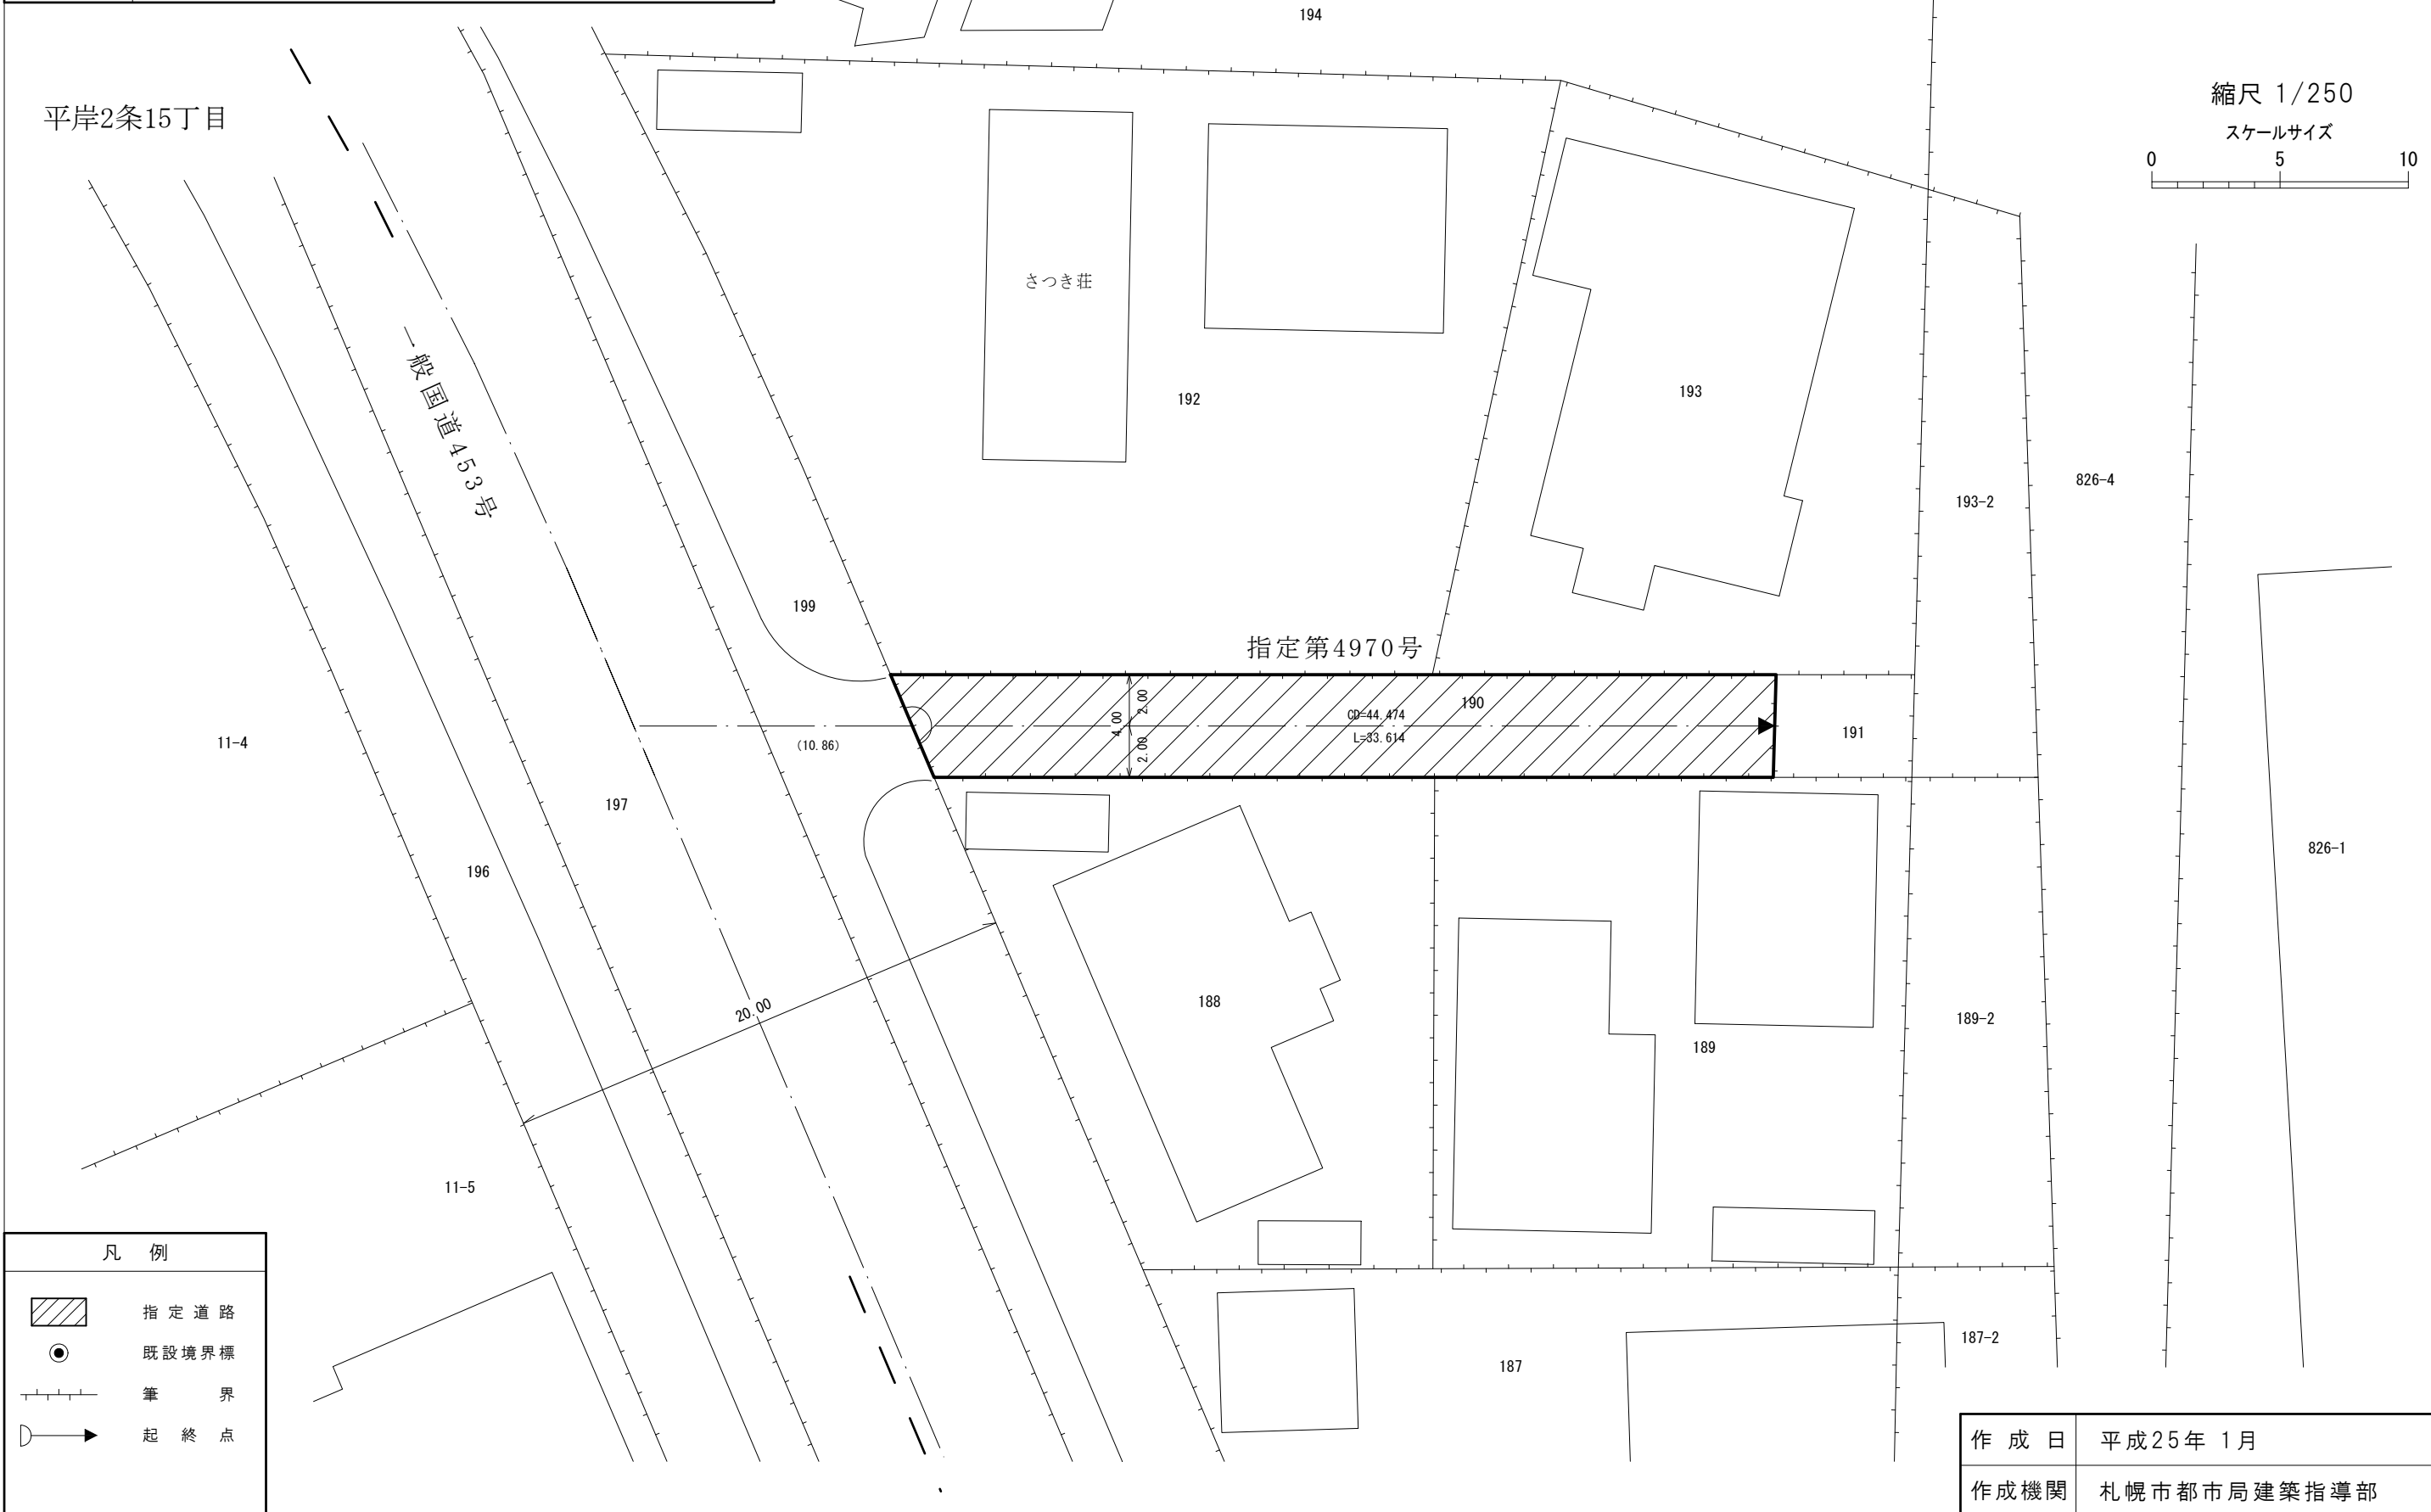 194
平岸2条15丁目
縮尺 1/250
スケールサイズ
0 5 10
さつき荘
一般国道453号
192
193
826-4
193-2
199
指定第4970号
190
4.00
2.00
2.00
CD=44.474
L=33.614
191
(10.86)
11-4
197
196
826-1
20.00
188
189-2
189
11-5
187-2
187
凡 例
指定道路
既設境界標
筆 界
起終点
作成日 平成25年 1月
作成機関 札幌市都市局建築指導部